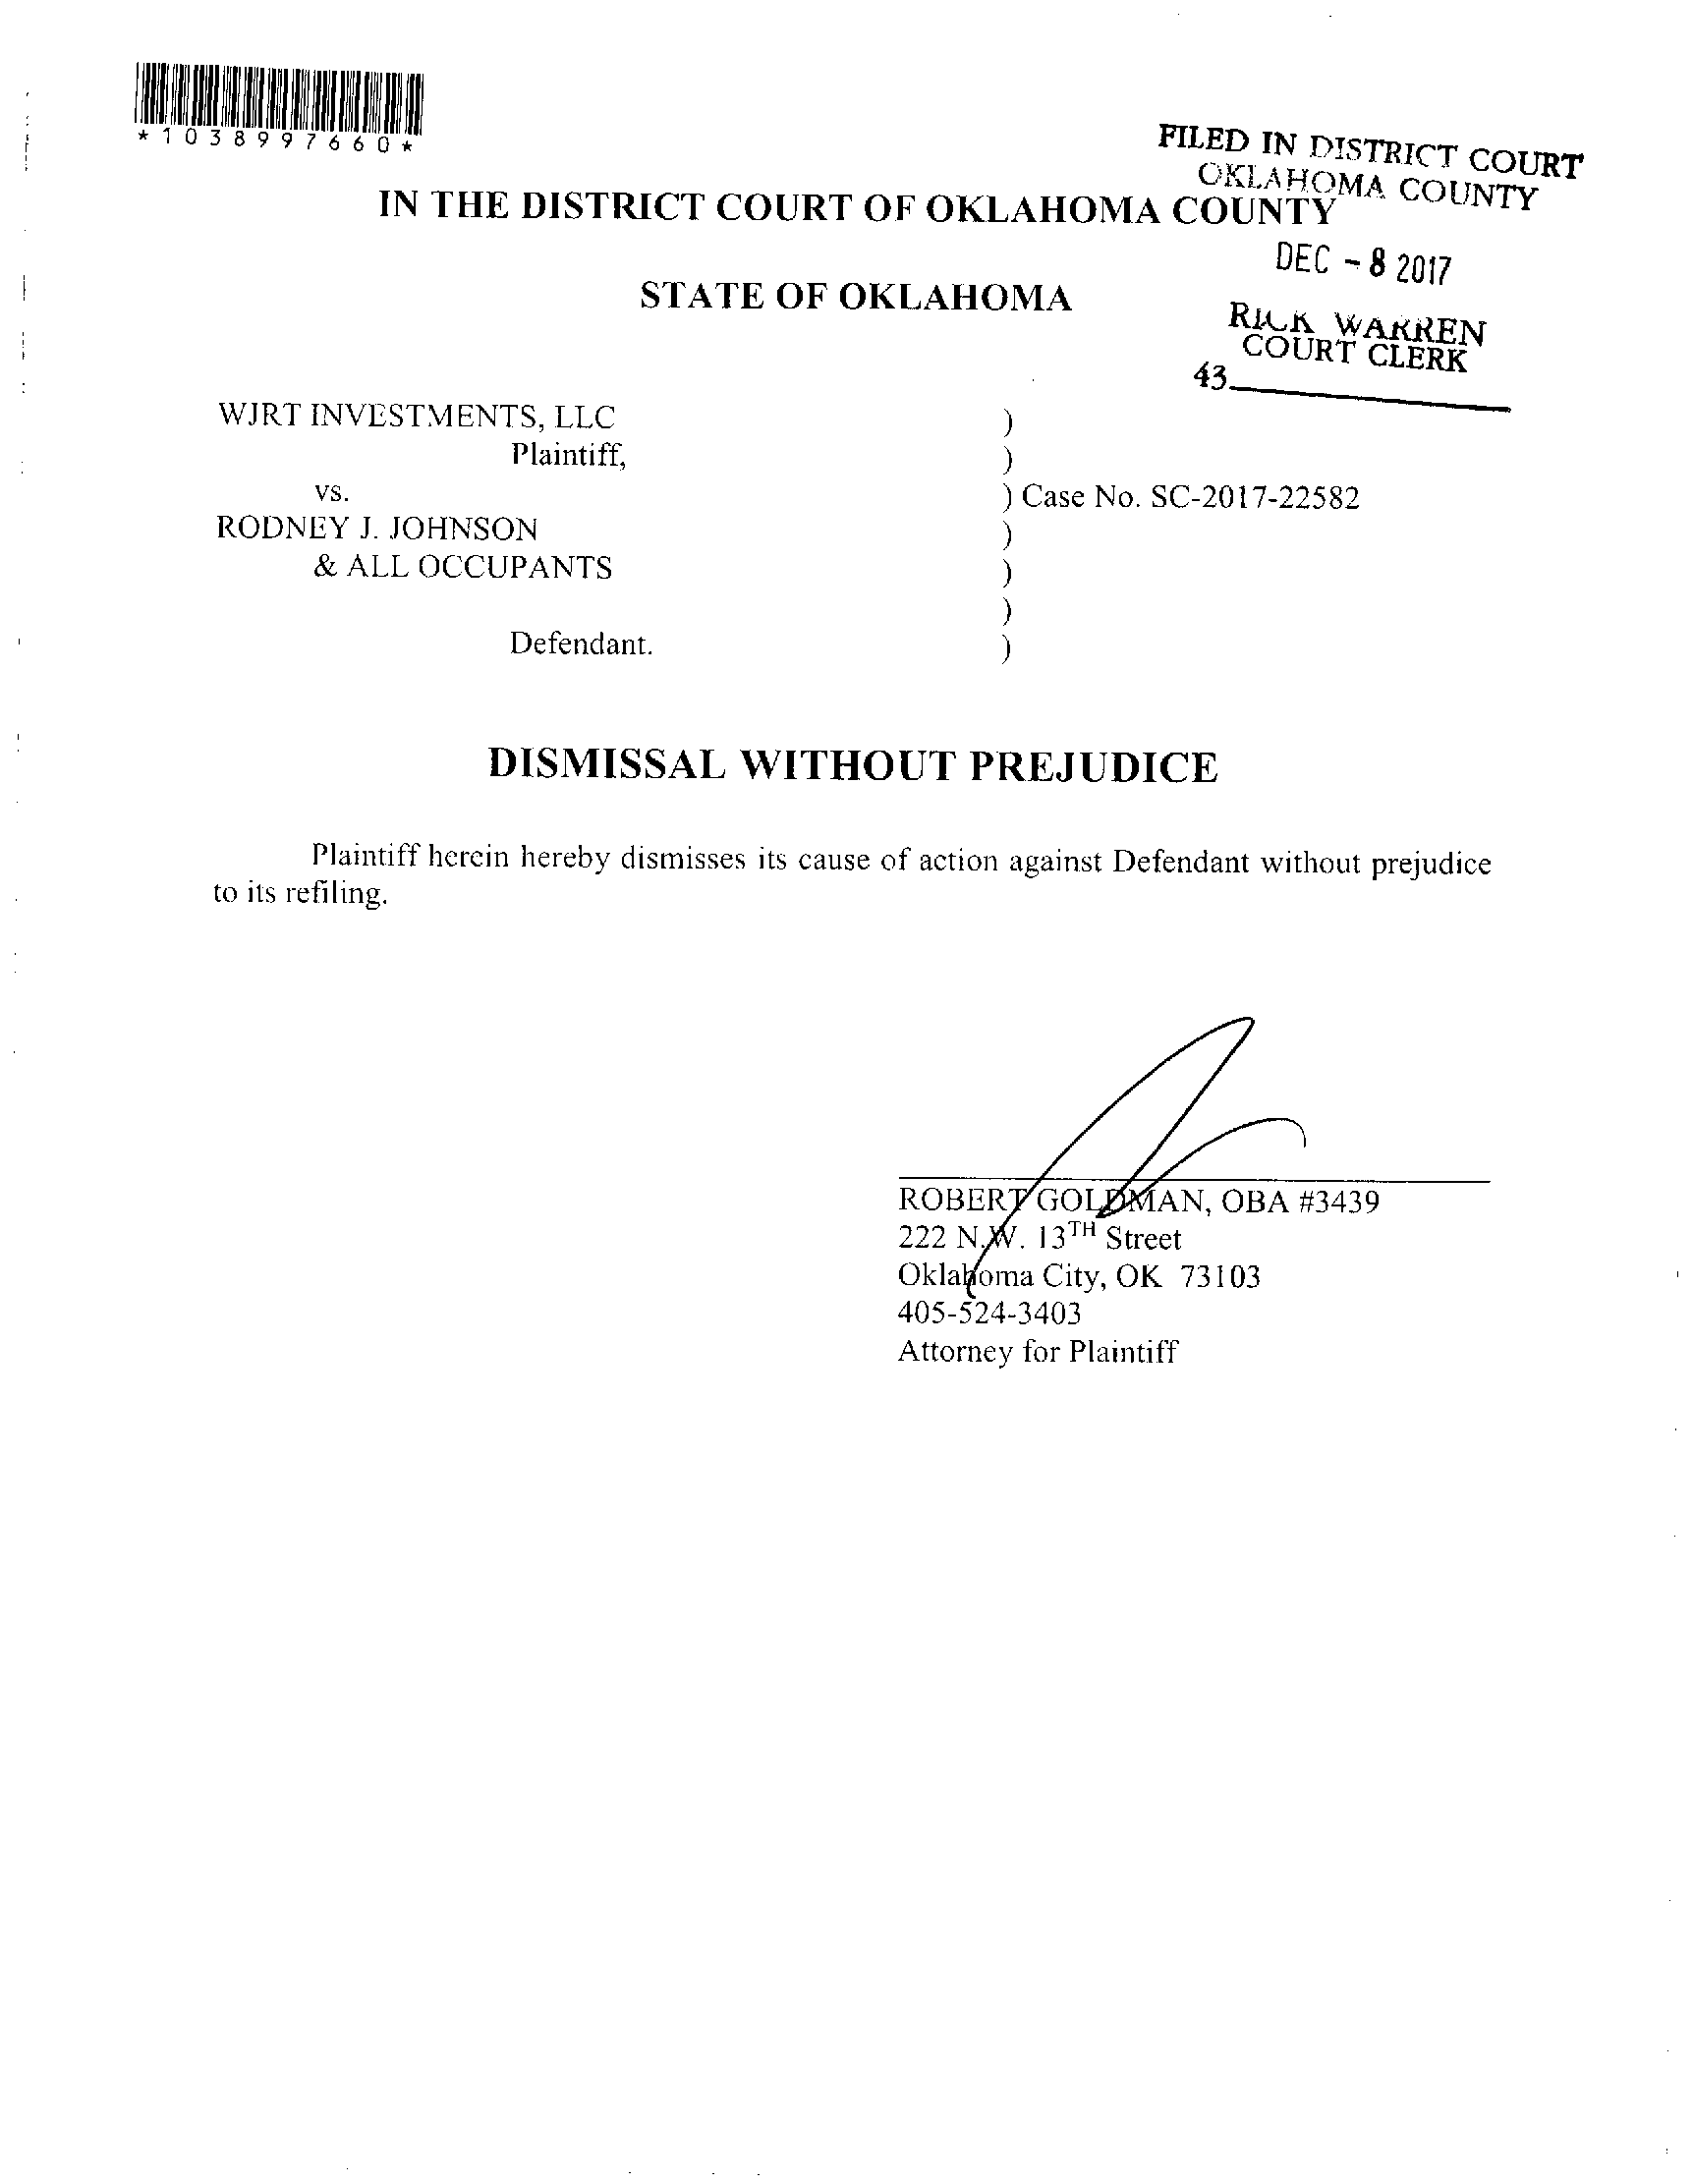 *1038997660*
FILED IN DISTRICT COURT
OKLAHOMA COUNTY
IN THE DISTRICT COURT OF OKLAHOMA COUNTY
DEC - 8 2017
STATE OF OKLAHOMA
RICK WARREN
COURT CLERK
43
WJRT INVESTMENTS, LLC )
Plaintiff, )
vs. ) Case No. SC-2017-22582
RODNEY J. JOHNSON )
& ALL OCCUPANTS )
)
Defendant. )
DISMISSAL WITHOUT PREJUDICE
Plaintiff herein hereby dismisses its cause of action against Defendant without prejudice
to its refiling.
ROBERT GOLDMAN, OBA #3439
222 N.W. 13TH Street
Oklahoma City, OK 73103
405-524-3403
Attorney for Plaintiff